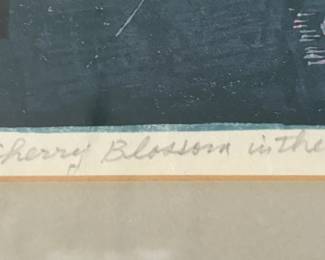 Cherry Blossom in the